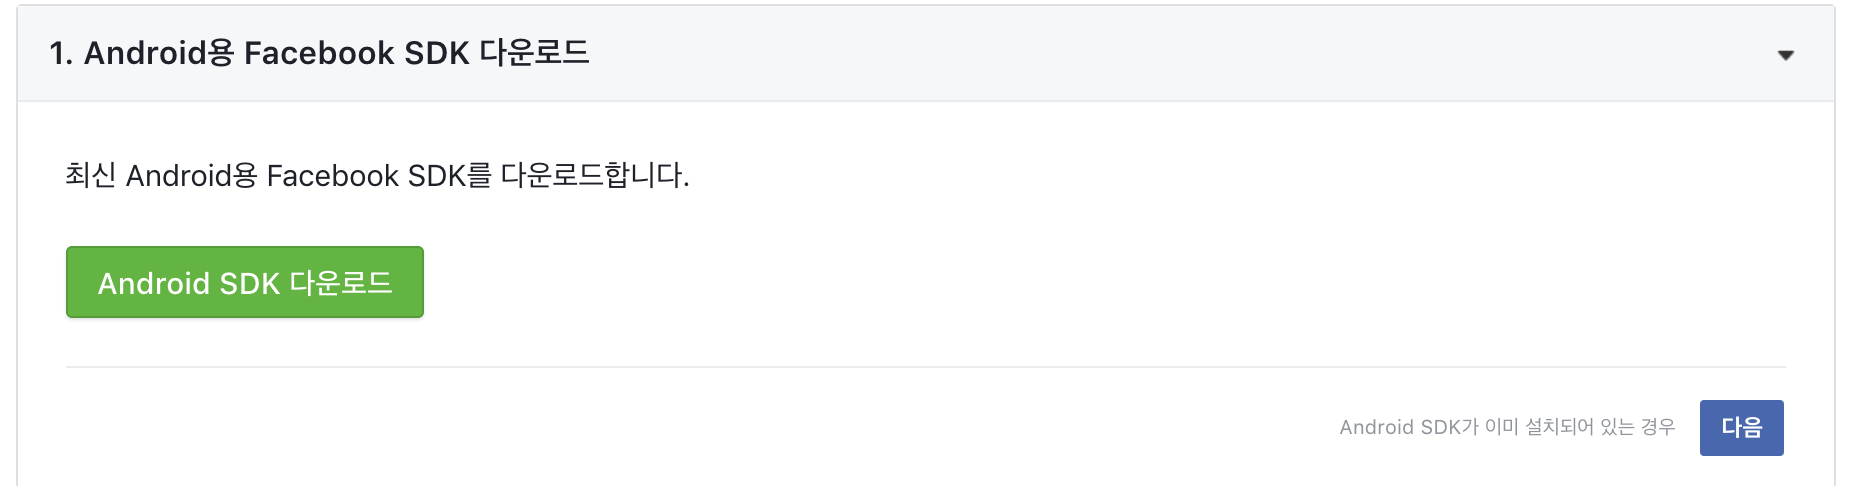 1. Android용 Facebook SDK 다운로드
최신 Android용 Facebook SDK를 다운로드합니다.
Android SDK 다운로드
Android SDK가 이미 설치되어 있는 경우 다음